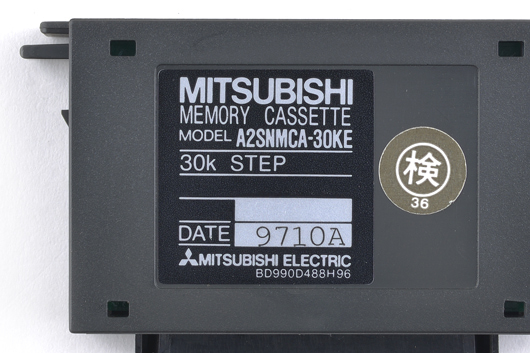 MITSUBISHI
MEMORY CASSETTE
MODEL A2SNMCA-30KE
30k STEP
DATE 9710A
MITSUBISHI ELECTRIC
BD990D488H96
検
36